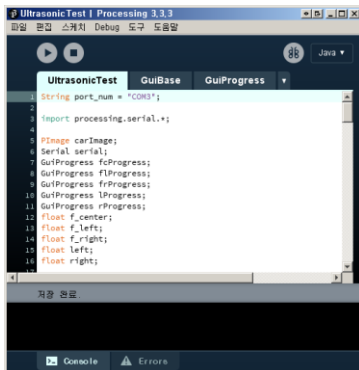 UltrasonicTest | Processing 3,3,3
파일 편집 스케치 Debug 도구 도움말
Java ▼
UltrasonicTest GuiBase GuiProgress ▼
1 String port_num = "COM3";
2
3 import processing.serial.*;
4
5 PImage carImage;
6 Serial serial;
7 GuiProgress fcProgress;
8 GuiProgress flProgress;
9 GuiProgress frProgress;
10 GuiProgress lProgress;
11 GuiProgress rProgress;
12 float f_center;
13 float f_left;
14 float f_right;
15 float left;
16 float right;
17
저장 완료.
Console Errors